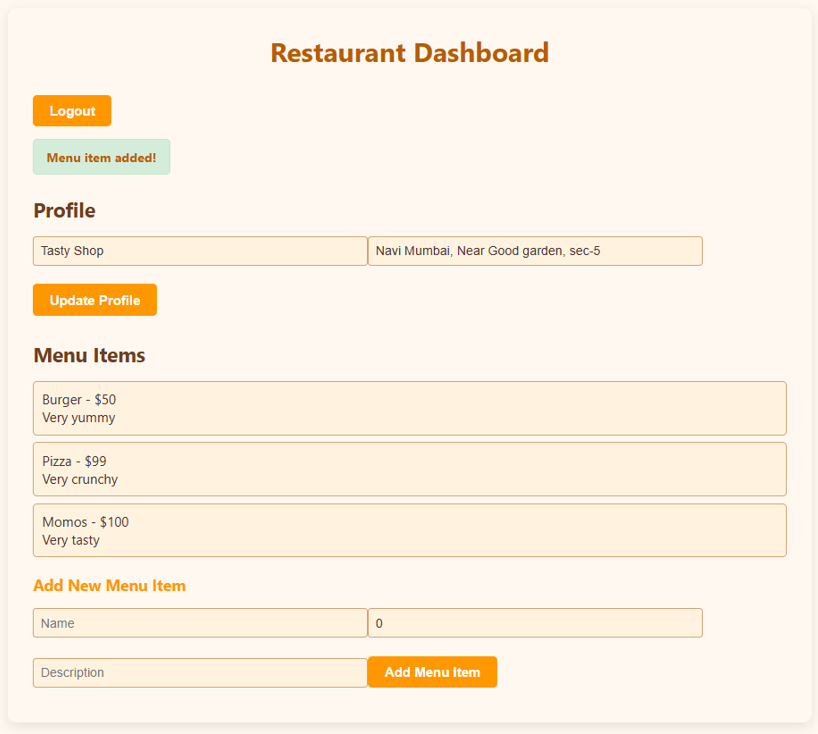 Restaurant Dashboard
Logout
Menu item added!
Profile
Tasty Shop
Navi Mumbai, Near Good garden, sec-5
Update Profile
Menu Items
Burger - $50
Very yummy
Pizza - $99
Very crunchy
Momos - $100
Very tasty
Add New Menu Item
Name
0
Description
Add Menu Item